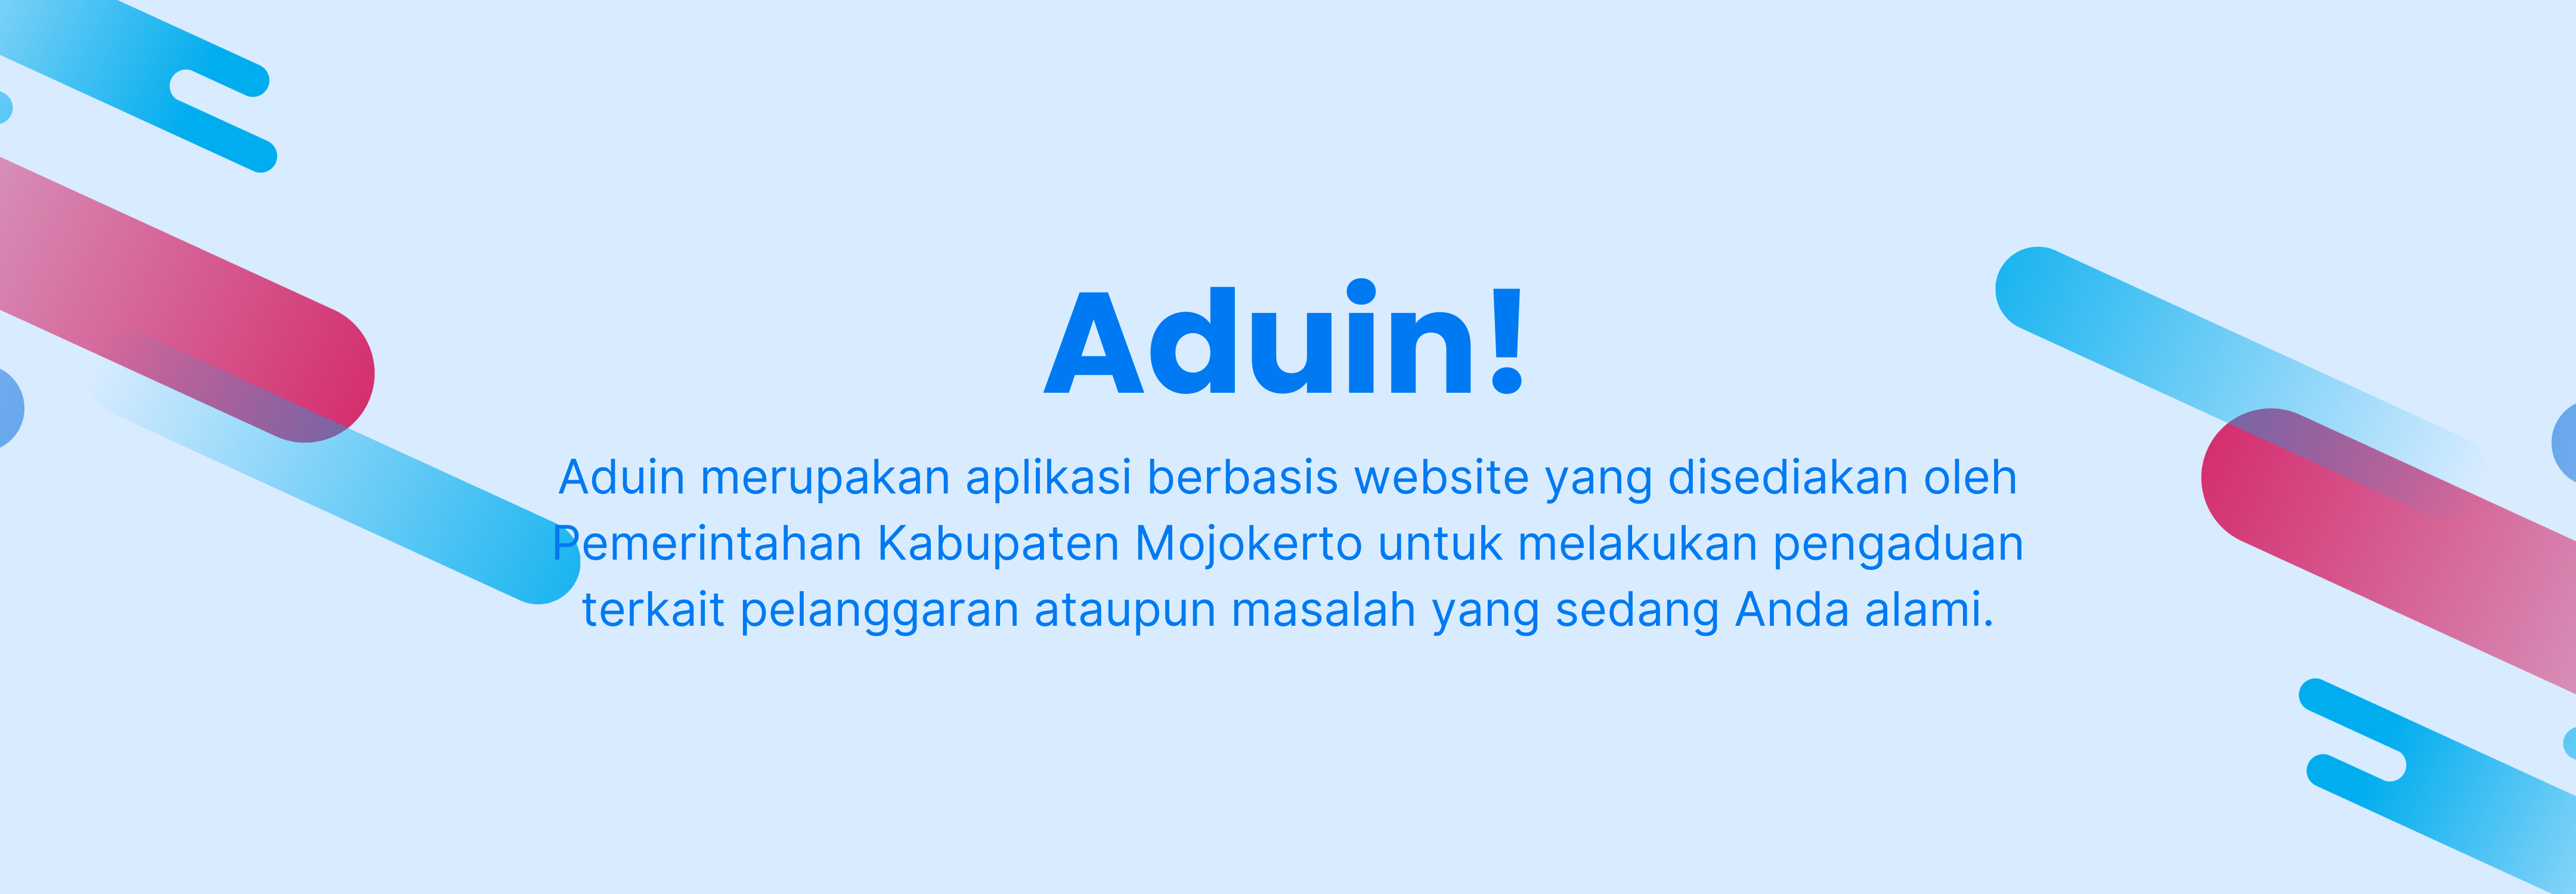 Aduin!
Aduin merupakan aplikasi berbasis website yang disediakan oleh
Pemerintahan Kabupaten Mojokerto untuk melakukan pengaduan
terkait pelanggaran ataupun masalah yang sedang Anda alami.